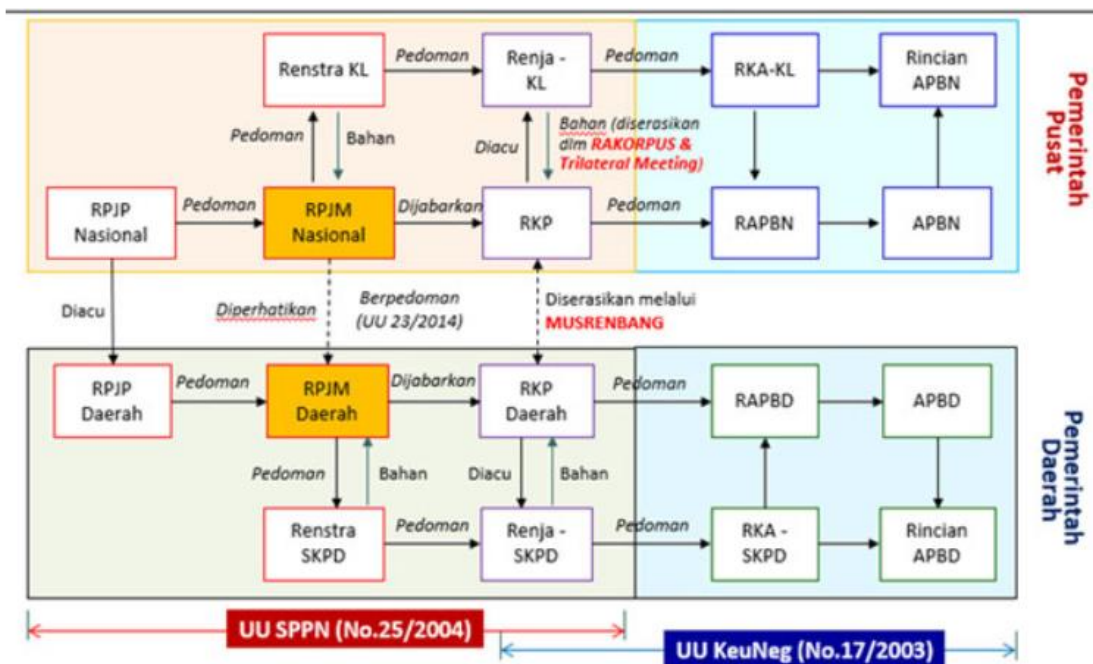 Renstra KL
Pedoman
Renja -
KL
Pedoman
RKA-KL
Rincian
APBN
Pemerintah
Pusat
Pedoman
Bahan
Diacu
Bahan (diserasikan
dlm RAKORPUS &
Trilateral Meeting)
RPJP
Nasional
Pedoman
RPJM
Nasional
Dijabarkan
RKP
Pedoman
RAPBN
APBN
Diacu
Diperhatikan
Berpedoman
(UU 23/2014)
Diserasikan melalui
MUSRENBANG
RPJP
Daerah
Pedoman
RPJM
Daerah
Dijabarkan
RKP
Daerah
Pedoman
RAPBD
APBD
Pemerintah
Daerah
Pedoman
Bahan
Diacu
Bahan
Renstra
SKPD
Pedoman
Renja -
SKPD
Pedoman
RKA -
SKPD
Rincian
APBD
UU SPPN (No.25/2004)
UU KeuNeg (No.17/2003)